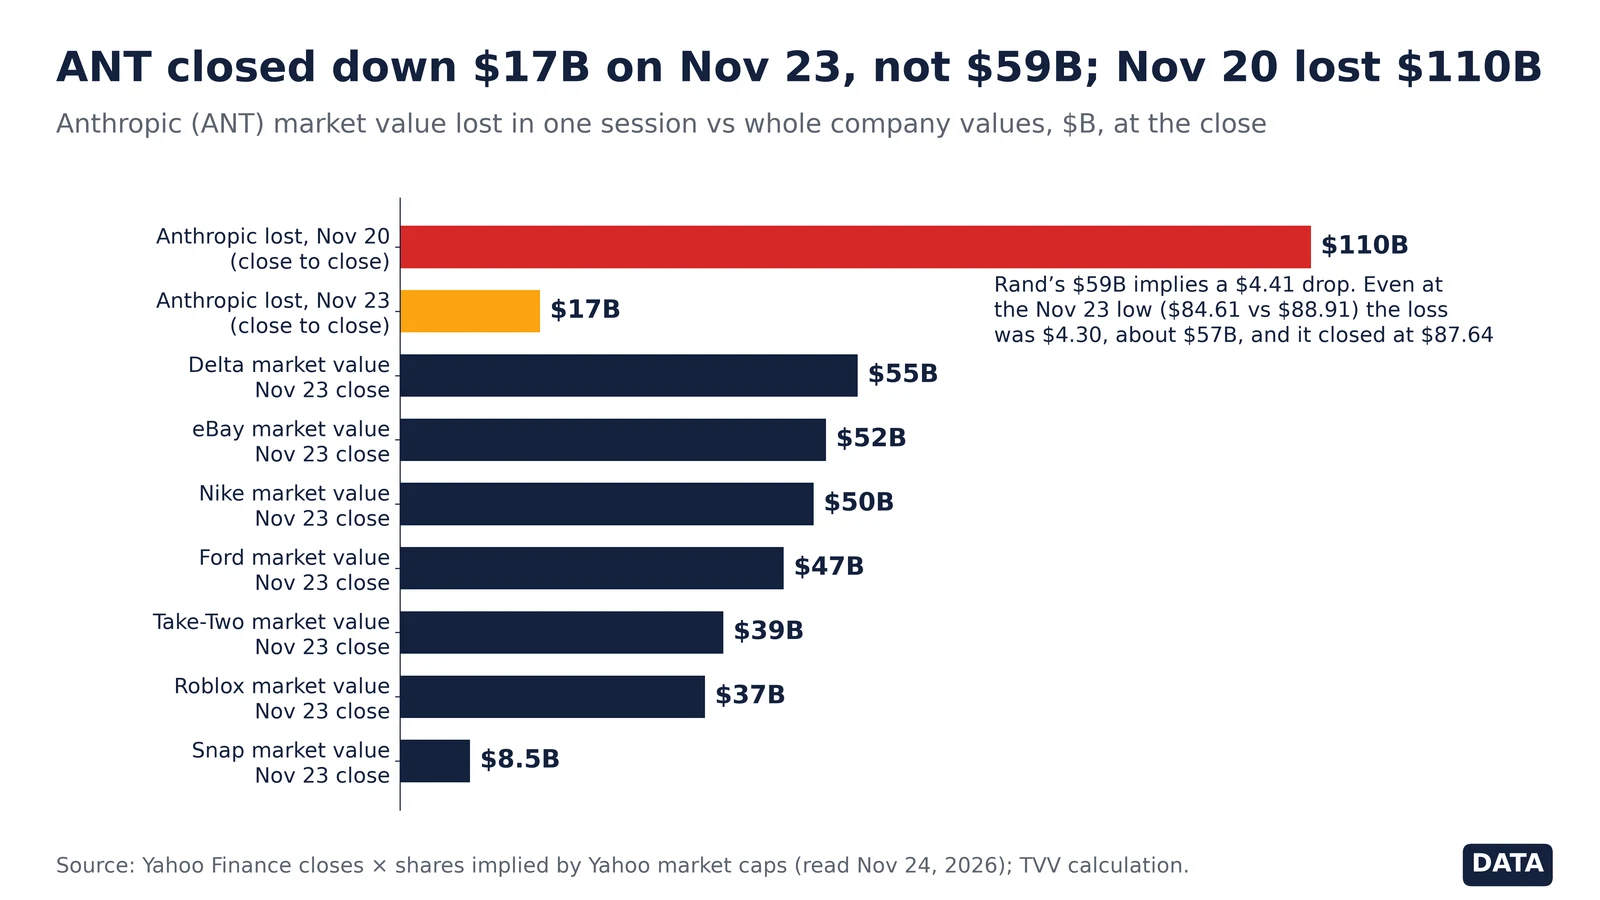 ANT closed down $17B on Nov 23, not $59B; Nov 20 lost $110B
Anthropic (ANT) market value lost in one session vs whole company values, $B, at the close
Anthropic lost, Nov 20
(close to close)
$110B
Rand’s $59B implies a $4.41 drop. Even at
the Nov 23 low ($84.61 vs $88.91) the loss
was $4.30, about $57B, and it closed at $87.64
Anthropic lost, Nov 23
(close to close)
$17B
Delta market value
Nov 23 close
$55B
eBay market value
Nov 23 close
$52B
Nike market value
Nov 23 close
$50B
Ford market value
Nov 23 close
$47B
Take-Two market value
Nov 23 close
$39B
Roblox market value
Nov 23 close
$37B
Snap market value
Nov 23 close
$8.5B
Source: Yahoo Finance closes × shares implied by Yahoo market caps (read Nov 24, 2026); TVV calculation.
DATA